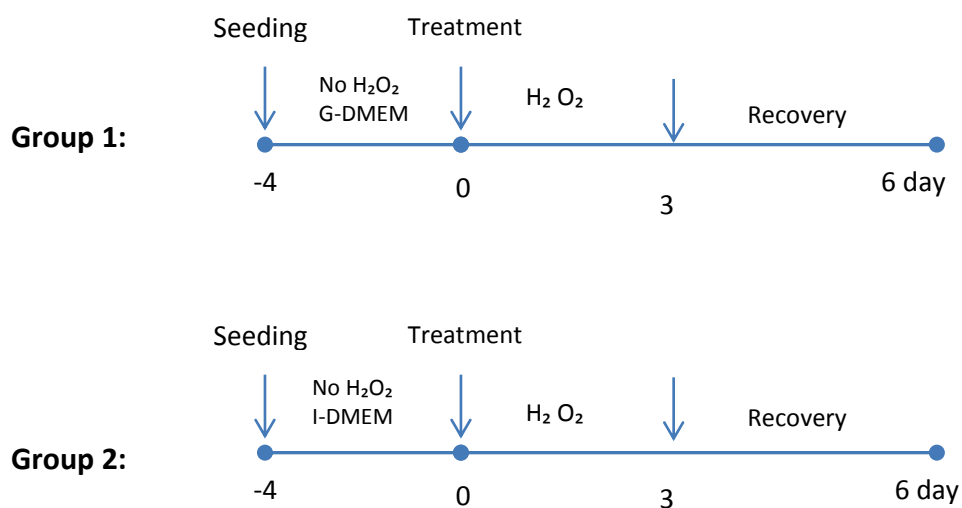 Seeding
Treatment
No H₂O₂
G-DMEM
H₂ O₂
Recovery
Group 1:
-4
0
3
6 day
Seeding
Treatment
No H₂O₂
I-DMEM
H₂ O₂
Recovery
Group 2:
-4
0
3
6 day